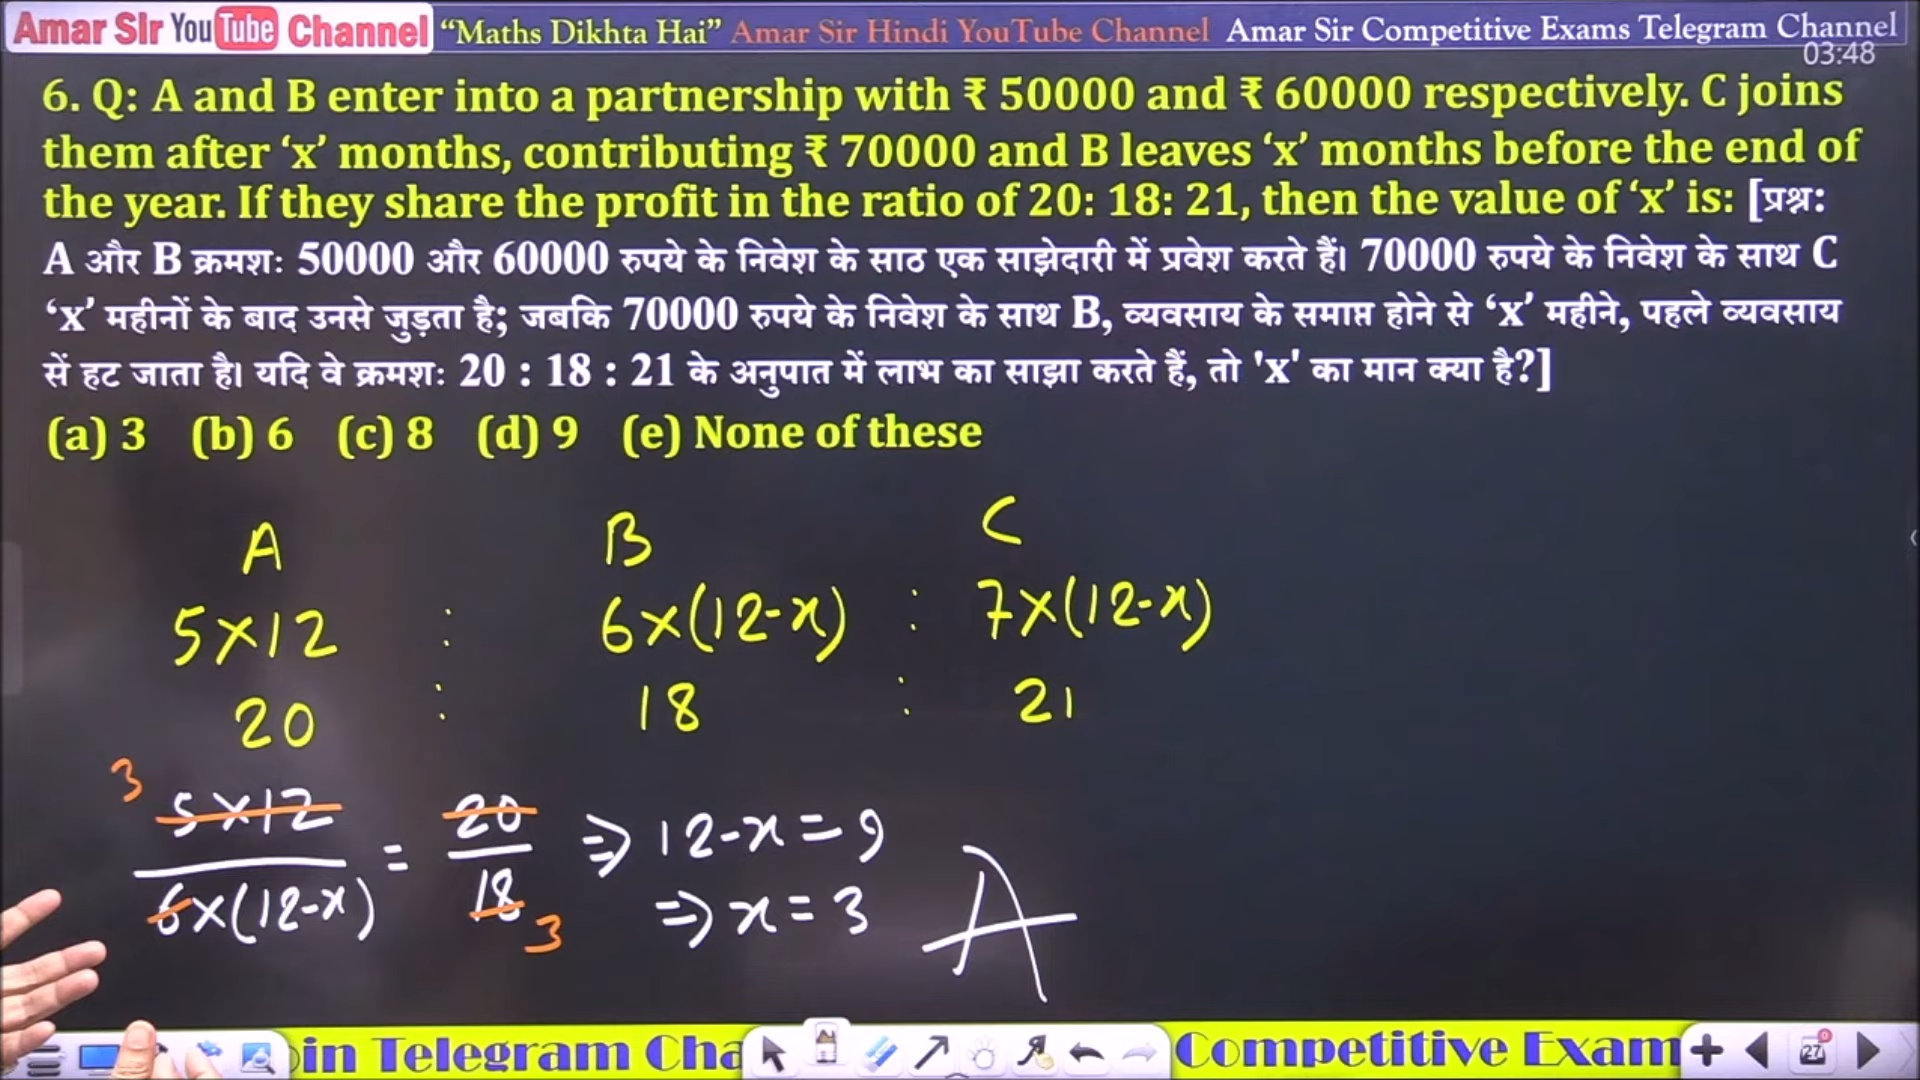 Amar SIr YouTube Channel "Maths Dikhta Hai" Amar Sir Hindi YouTube Channel Amar Sir Competitive Exams Telegram Channel
03:48
6. Q: A and B enter into a partnership with ₹ 50000 and ₹ 60000 respectively. C joins
them after ‘x’ months, contributing ₹ 70000 and B leaves ‘x’ months before the end of
the year. If they share the profit in the ratio of 20: 18: 21, then the value of ‘x’ is: [प्रश्न:
A और B क्रमशः 50000 और 60000 रुपये के निवेश के साठ एक साझेदारी में प्रवेश करते हैं। 70000 रुपये के निवेश के साथ C
‘x’ महीनों के बाद उनसे जुड़ता है; जबकि 70000 रुपये के निवेश के साथ B, व्यवसाय के समाप्त होने से ‘x’ महीने, पहले व्यवसाय
सें हट जाता है। यदि वे क्रमशः 20 : 18 : 21 के अनुपात में लाभ का साझा करते हैं, तो 'x' का मान क्या है?]
(a) 3 (b) 6 (c) 8 (d) 9 (e) None of these
A B C
5×12 : 6×(12-x) : 7×(12-x)
20 : 18 : 21
3
5×12 20 ⇒ 12-x=9
= 
6×(12-x) 18 ⇒ x=3 A
3
in Telegram Cha Competitive Exam
27